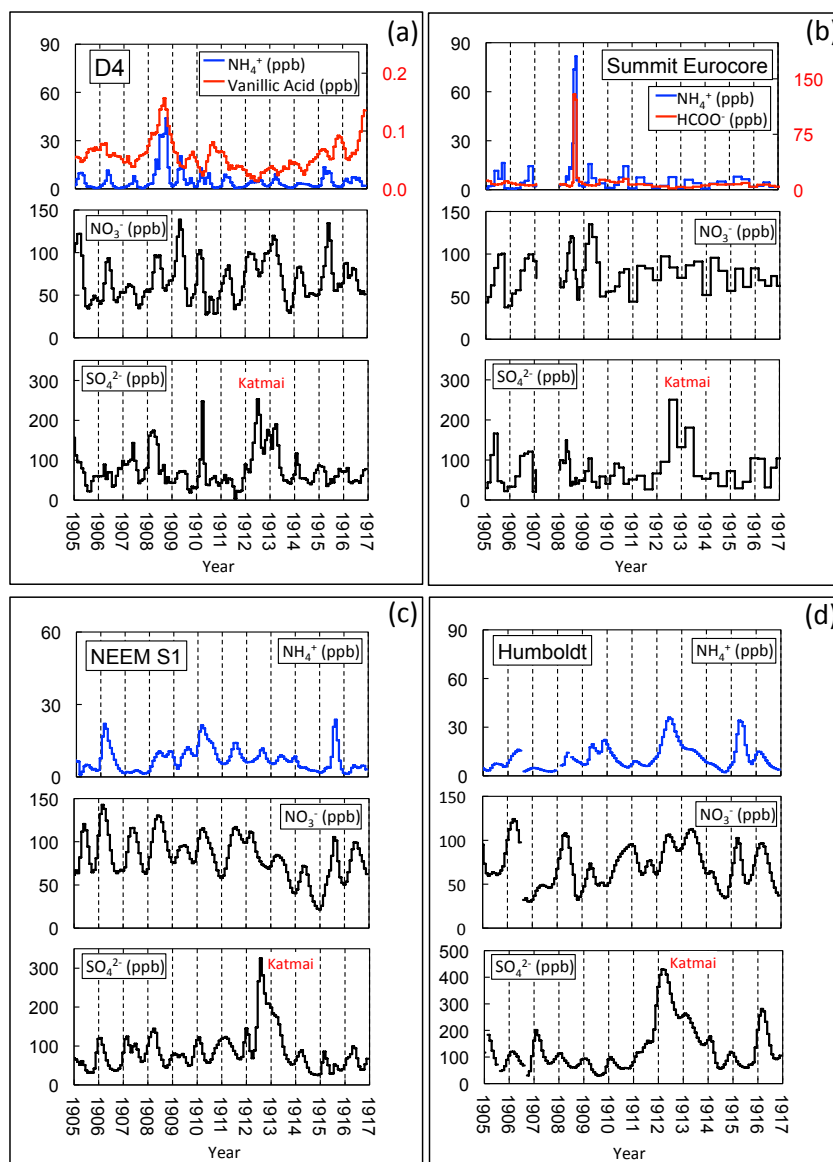 (a)
D4
NH₄⁺ (ppb)
Vanillic Acid (ppb)
90
60
30
0
0.2
0.1
0.0
NO₃⁻ (ppb)
150
100
50
0
SO₄²⁻ (ppb)
Katmai
300
200
100
0
1905 1906 1907 1908 1909 1910 1911 1912 1913 1914 1915 1916 1917
Year
(b)
Summit Eurocore
NH₄⁺ (ppb)
HCOO⁻ (ppb)
90
60
30
0
150
75
0
NO₃⁻ (ppb)
150
100
50
0
SO₄²⁻ (ppb)
Katmai
300
200
100
0
1905 1906 1907 1908 1909 1910 1911 1912 1913 1914 1915 1916 1917
Year
(c)
NEEM S1
NH₄⁺ (ppb)
60
30
0
NO₃⁻ (ppb)
150
100
50
0
SO₄²⁻ (ppb)
Katmai
300
200
100
0
1905 1906 1907 1908 1909 1910 1911 1912 1913 1914 1915 1916 1917
Year
(d)
Humboldt
NH₄⁺ (ppb)
90
60
30
0
NO₃⁻ (ppb)
150
100
50
0
SO₄²⁻ (ppb)
Katmai
500
400
300
200
100
0
1905 1906 1907 1908 1909 1910 1911 1912 1913 1914 1915 1916 1917
Year